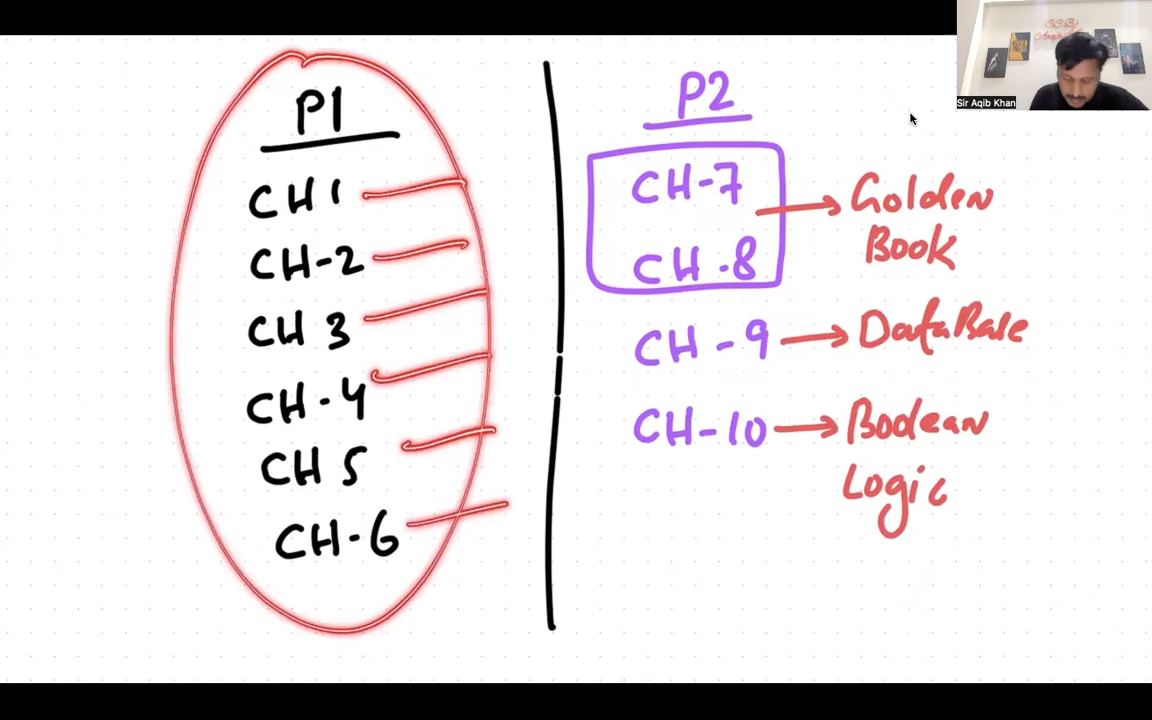 P1
CH 1
CH-2
CH 3
CH-4
CH 5
CH-6
P2
CH-7
CH-8
Golden
Book
CH-9
DataBase
CH-10
Boolean
Logic
Sir Aqib Khan